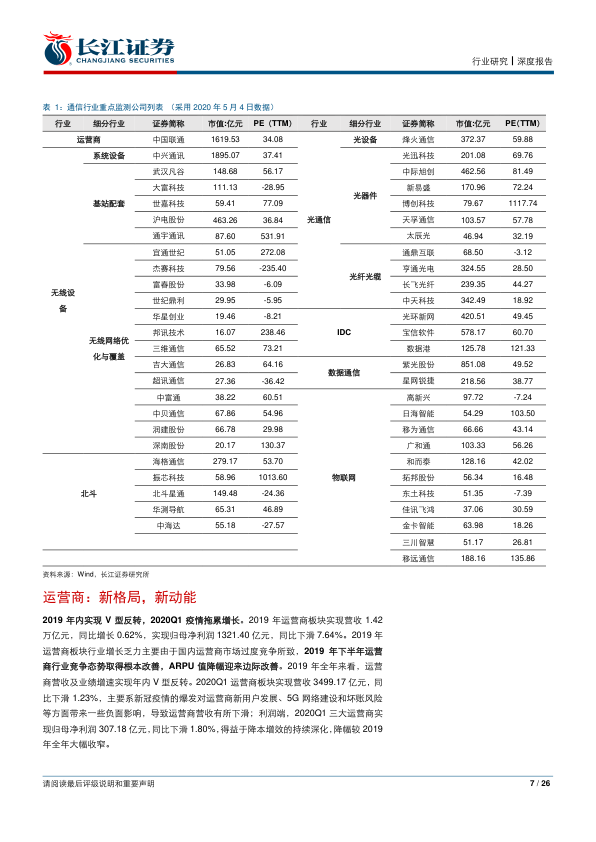 长江证券
CHANGJIANG SECURITIES
行业研究┃深度报告
表 1：通信行业重点监测公司列表 （采用 2020 年 5 月 4 日数据）
行业 细分行业 证券简称 市值:亿元 PE（TTM） 行业 细分行业 证券简称 市值:亿元 PE(TTM)
运营商 中国联通 1619.53 34.08 光设备 烽火通信 372.37 59.88
系统设备 中兴通讯 1895.07 37.41 光迅科技 201.08 69.76
武汉凡谷 148.68 56.17 中际旭创 462.56 81.49
大富科技 111.13 -28.95 光器件 新易盛 170.96 72.24
基站配套 世嘉科技 59.41 77.09 博创科技 79.67 1117.74
沪电股份 463.26 36.84 光通信 天孚通信 103.57 57.78
通宇通讯 87.60 531.91 太辰光 46.94 32.19
宜通世纪 51.05 272.08 通鼎互联 68.50 -3.12
杰赛科技 79.56 -235.40 光纤光缆 亨通光电 324.55 28.50
无线设 富春股份 33.98 -6.09 长飞光纤 239.35 44.27
备 世纪鼎利 29.95 -5.95 中天科技 342.49 18.92
华星创业 19.46 -8.21 光环新网 420.51 49.45
无线网络优 邦讯技术 16.07 238.46 IDC 宝信软件 578.17 60.70
化与覆盖 三维通信 65.52 73.21 数据港 125.78 121.33
吉大通信 26.83 64.16 数据通信 紫光股份 851.08 49.52
超讯通信 27.36 -36.42 星网锐捷 218.56 38.77
中富通 38.22 60.51 高新兴 97.72 -7.24
中贝通信 67.86 54.96 日海智能 54.29 103.50
润建股份 66.78 29.98 移为通信 66.66 43.14
深南股份 20.17 130.37 广和通 103.33 56.26
海格通信 279.17 53.70 和而泰 128.16 42.02
振芯科技 58.96 1013.60 物联网 拓邦股份 56.34 16.48
北斗 北斗星通 149.48 -24.36 东土科技 51.35 -7.39
华测导航 65.31 46.89 佳讯飞鸿 37.06 30.59
中海达 55.18 -27.57 金卡智能 63.98 18.26
三川智慧 51.17 26.81
移远通信 188.16 135.86
资料来源：Wind，长江证券研究所
运营商：新格局，新动能
2019 年内实现 V 型反转，2020Q1 疫情拖累增长。2019 年运营商板块实现营收 1.42
万亿元，同比增长 0.62%，实现归母净利润 1321.40 亿元，同比下滑 7.64%。2019 年
运营商板块行业增长乏力主要由于国内运营商市场过度竞争所致，2019 年下半年运营
商行业竞争态势取得根本改善，ARPU 值降幅迎来边际改善。2019 年全年来看，运营
商营收及业绩增速实现年内 V 型反转。2020Q1 运营商板块实现营收 3499.17 亿元，同
比下滑 1.23%，主要系新冠疫情的爆发对运营商新用户发展、5G 网络建设和坏账风险
等方面带来一些负面影响，导致运营商营收有所下滑；利润端，2020Q1 三大运营商实
现归母净利润 307.18 亿元，同比下滑 1.80%，得益于降本增效的持续深化，降幅较 2019
年全年大幅收窄。
请阅读最后评级说明和重要声明
7 / 26